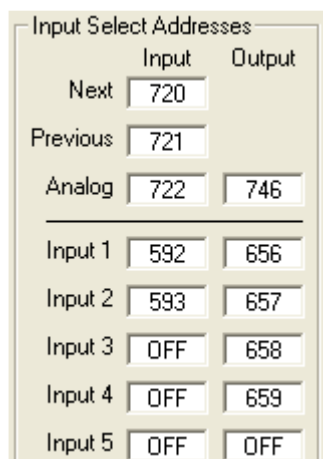 Input Select Addresses
Input Output
Next 720
Previous 721
Analog 722 746
Input 1 592 656
Input 2 593 657
Input 3 OFF 658
Input 4 OFF 659
Input 5 OFF OFF